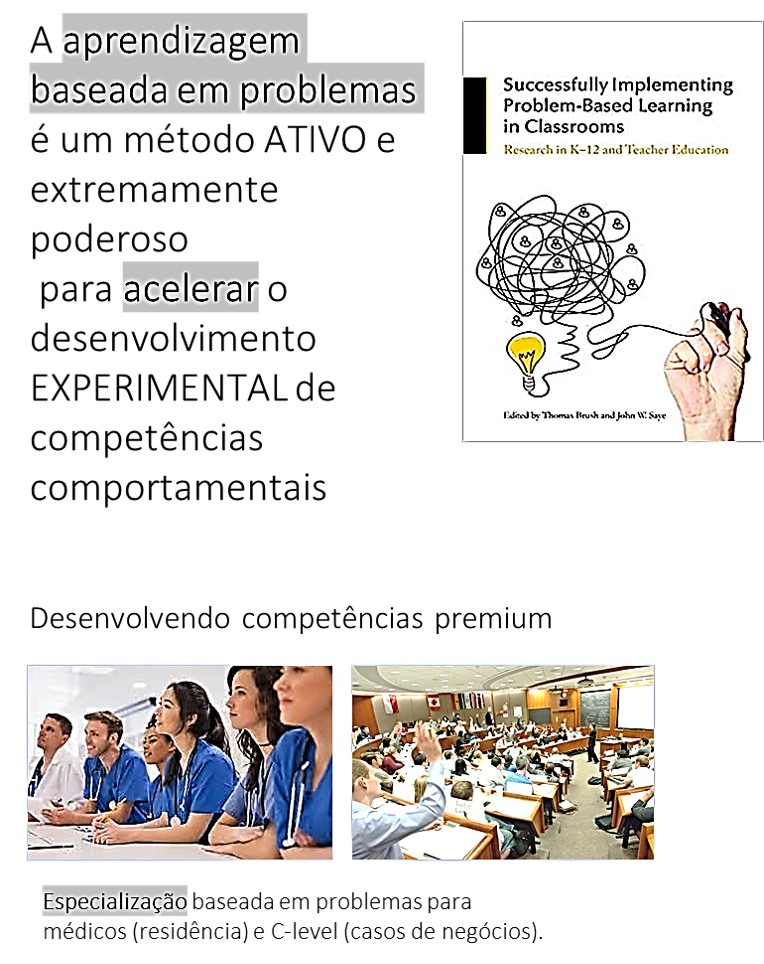 A aprendizagem
baseada em problemas
é um método ATIVO e
extremamente
poderoso
para acelerar o
desenvolvimento
EXPERIMENTAL de
competências
comportamentais
Successfully Implementing
Problem-Based Learning
in Classrooms
Research in K–12 and Teacher Education
Edited by Thomas Brush and John W. Saye
Desenvolvendo competências premium
Especialização baseada em problemas para
médicos (residência) e C-level (casos de negócios).